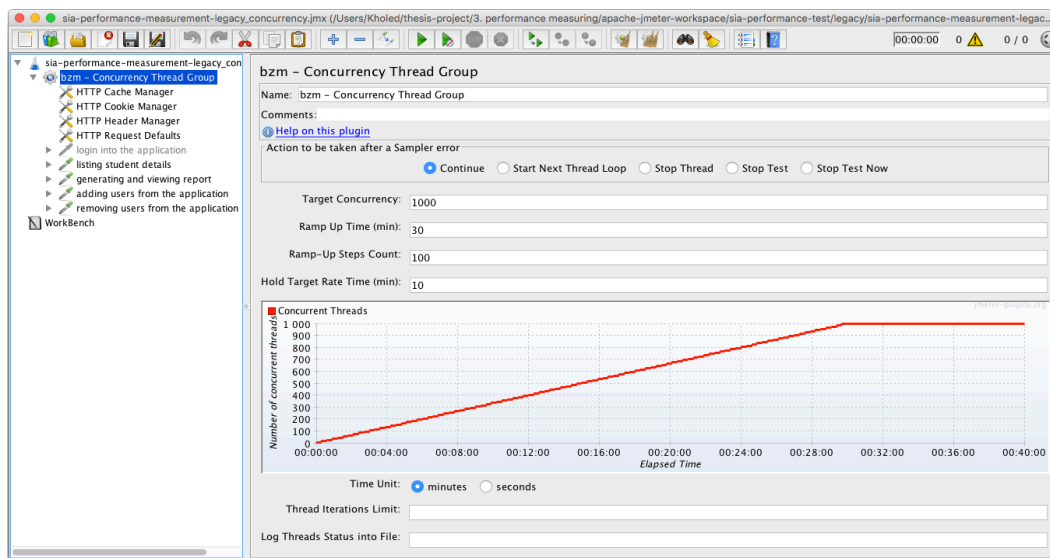 sia-performance-measurement-legacy_concurrency.jmx (/Users/Kholed/thesis-project/3. performance measuring/apache-jmeter-workspace/sia-performance-test/legacy/sia-performance-measurement-legac...
00:00:00 0 0 / 0
sia-performance-measurement-legacy_con
bzm - Concurrency Thread Group
HTTP Cache Manager
HTTP Cookie Manager
HTTP Header Manager
HTTP Request Defaults
login into the application
listing student details
generating and viewing report
adding users from the application
removing users from the application
WorkBench
bzm - Concurrency Thread Group
Name: bzm - Concurrency Thread Group
Comments:
Help on this plugin
Action to be taken after a Sampler error
Continue Start Next Thread Loop Stop Thread Stop Test Stop Test Now
Target Concurrency: 1000
Ramp Up Time (min): 30
Ramp-Up Steps Count: 100
Hold Target Rate Time (min): 10
Concurrent Threads
jmeter-plugins.org
Number of concurrent threads
1 000
900
800
700
600
500
400
300
200
100
0
00:00:00 00:04:00 00:08:00 00:12:00 00:16:00 00:20:00 00:24:00 00:28:00 00:32:00 00:36:00 00:40:00
Elapsed Time
Time Unit: minutes seconds
Thread Iterations Limit:
Log Threads Status into File: